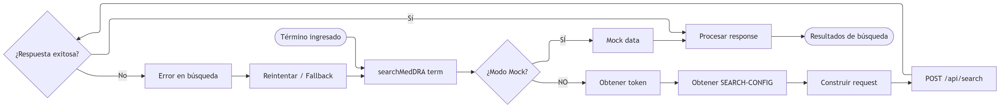 Sí
Término ingresado
Mock data
Procesar response
Resultados de búsqueda
SÍ
¿Respuesta exitosa?
No
Error en búsqueda
Reintentar / Fallback
searchMedDRA term
¿Modo Mock?
NO
Obtener token
Obtener SEARCH-CONFIG
Construir request
POST /api/search